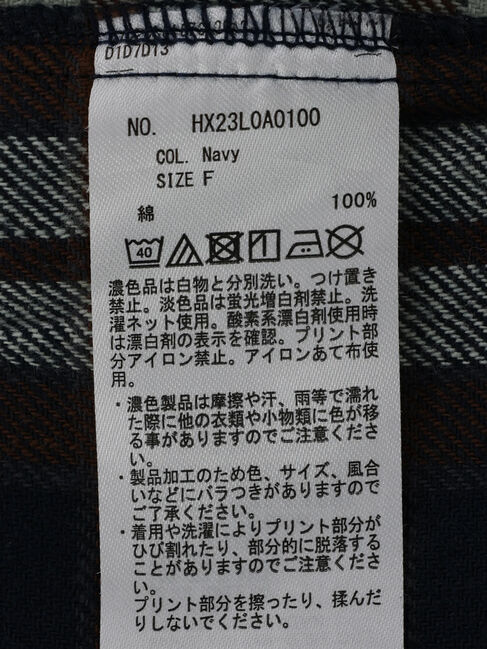 D1D7D13
NO. HX23L0A0100
COL. Navy
SIZE F
綿 100%
40
濃色品は白物と分別洗い。つけ置き
禁止。淡色品は蛍光増白剤禁止。洗
濯ネット使用。酸素系漂白剤使用時
は漂白剤の表示を確認。プリント部
分アイロン禁止。アイロンあて布使
用。
・濃色製品は摩擦や汗、雨等で濡れ
た際に他の衣類や小物類に色が移
る事がありますのでご注意くださ
い。
・製品加工のため色、サイズ、風合
いなどにバラつきがありますので
ご了承ください。
・着用や洗濯によりプリント部分が
ひび割れたり、部分的に脱落する
ことがありますのでご注意くださ
い。
プリント部分を擦ったり、揉んだ
りしないでください。